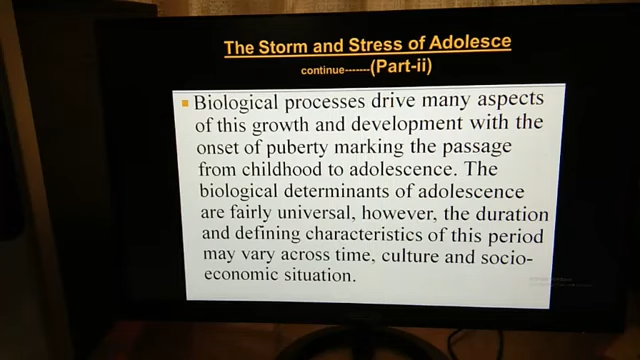 The Storm and Stress of Adolesce
continue-------(Part-ii)
Biological processes drive many aspects
of this growth and development with the
onset of puberty marking the passage
from childhood to adolescence. The
biological determinants of adolescence
are fairly universal, however, the duration
and defining characteristics of this period
may vary across time, culture and socio-
economic situation.